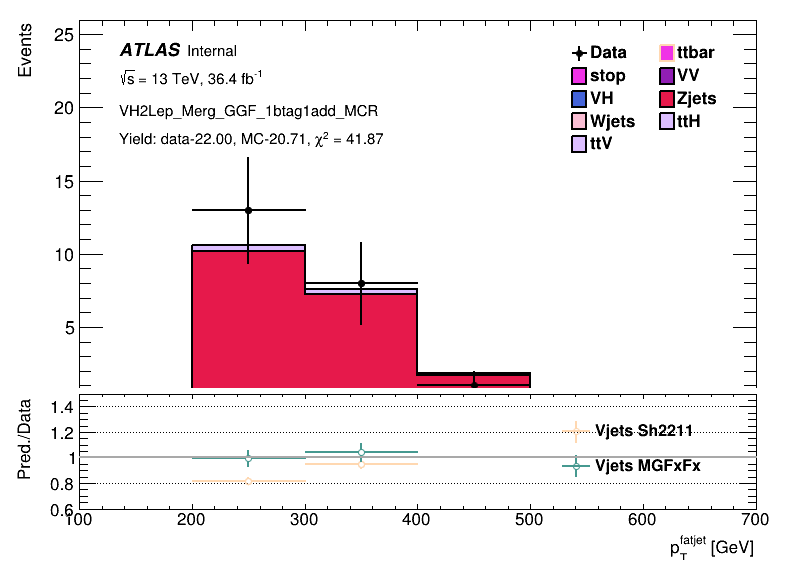 Events
25
20
15
10
5
ATLAS Internal
√s = 13 TeV, 36.4 fb⁻¹
VH2Lep_Merg_GGF_1btag1add_MCR
Yield: data-22.00, MC-20.71, χ² = 41.87
Data
ttbar
stop
VV
VH
Zjets
Wjets
ttH
ttV
Pred./Data
1.4
1.2
1
0.8
0.6
Vjets Sh2211
Vjets MGFxFx
100 200 300 400 500 600 700
p_T^fatjet [GeV]